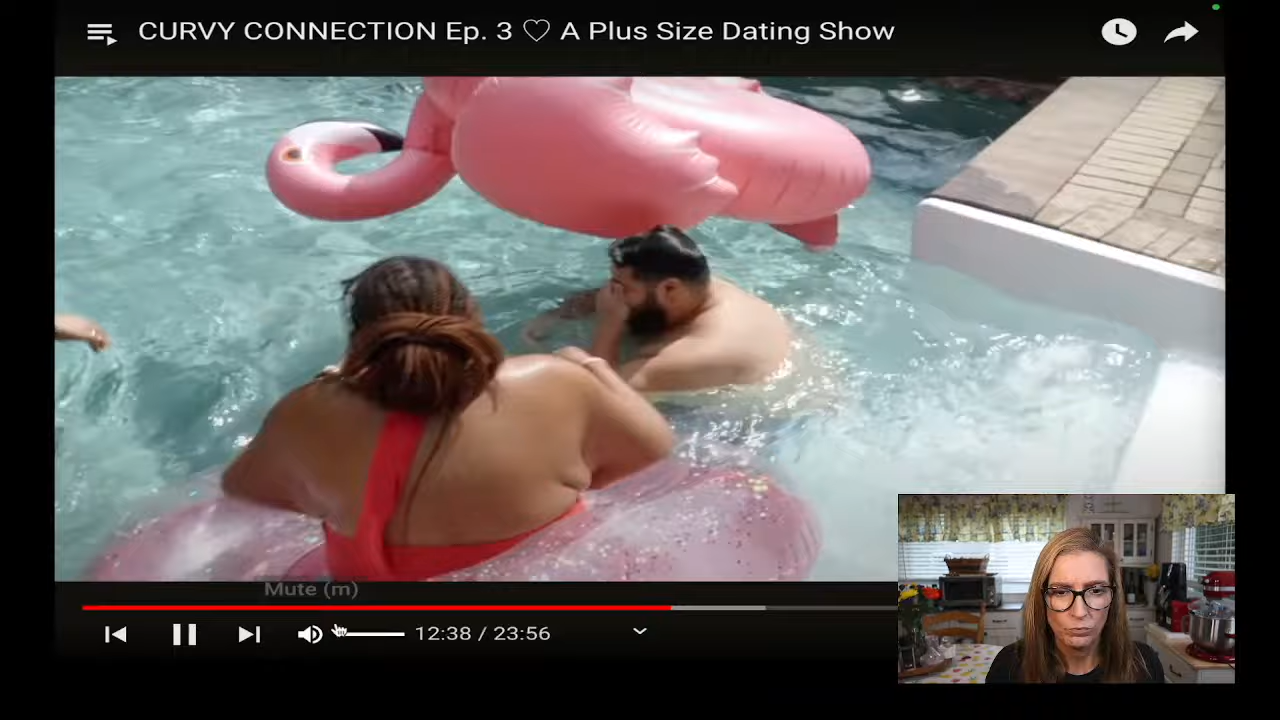 CURVY CONNECTION Ep. 3 ♡ A Plus Size Dating Show
Mute (m)
12:38 / 23:56